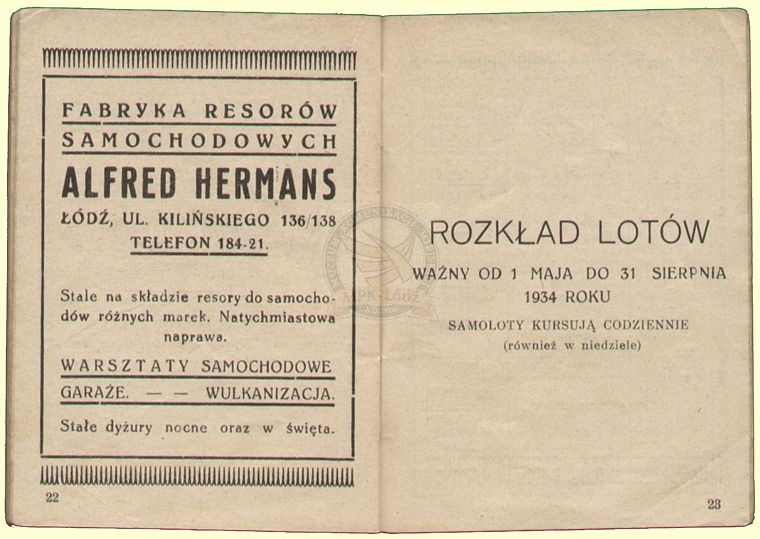 FABRYKA RESORÓW
SAMOCHODOWYCH
ALFRED HERMANS
ŁÓDŹ, UL. KILIŃSKIEGO 136/138
TELEFON 184-21.
Stale na składzie resory do samocho-
dów różnych marek. Natychmiastowa
naprawa.
WARSZTATY SAMOCHODOWE
GARAŻE. — — WULKANIZACJA.
Stałe dyżury nocne oraz w święta.
22
ROZKŁAD LOTÓW
WAŻNY OD 1 MAJA DO 31 SIERPNIA
1934 ROKU
SAMOLOTY KURSUJĄ CODZIENNIE
(również w niedziele)
23
MPK-Łódź